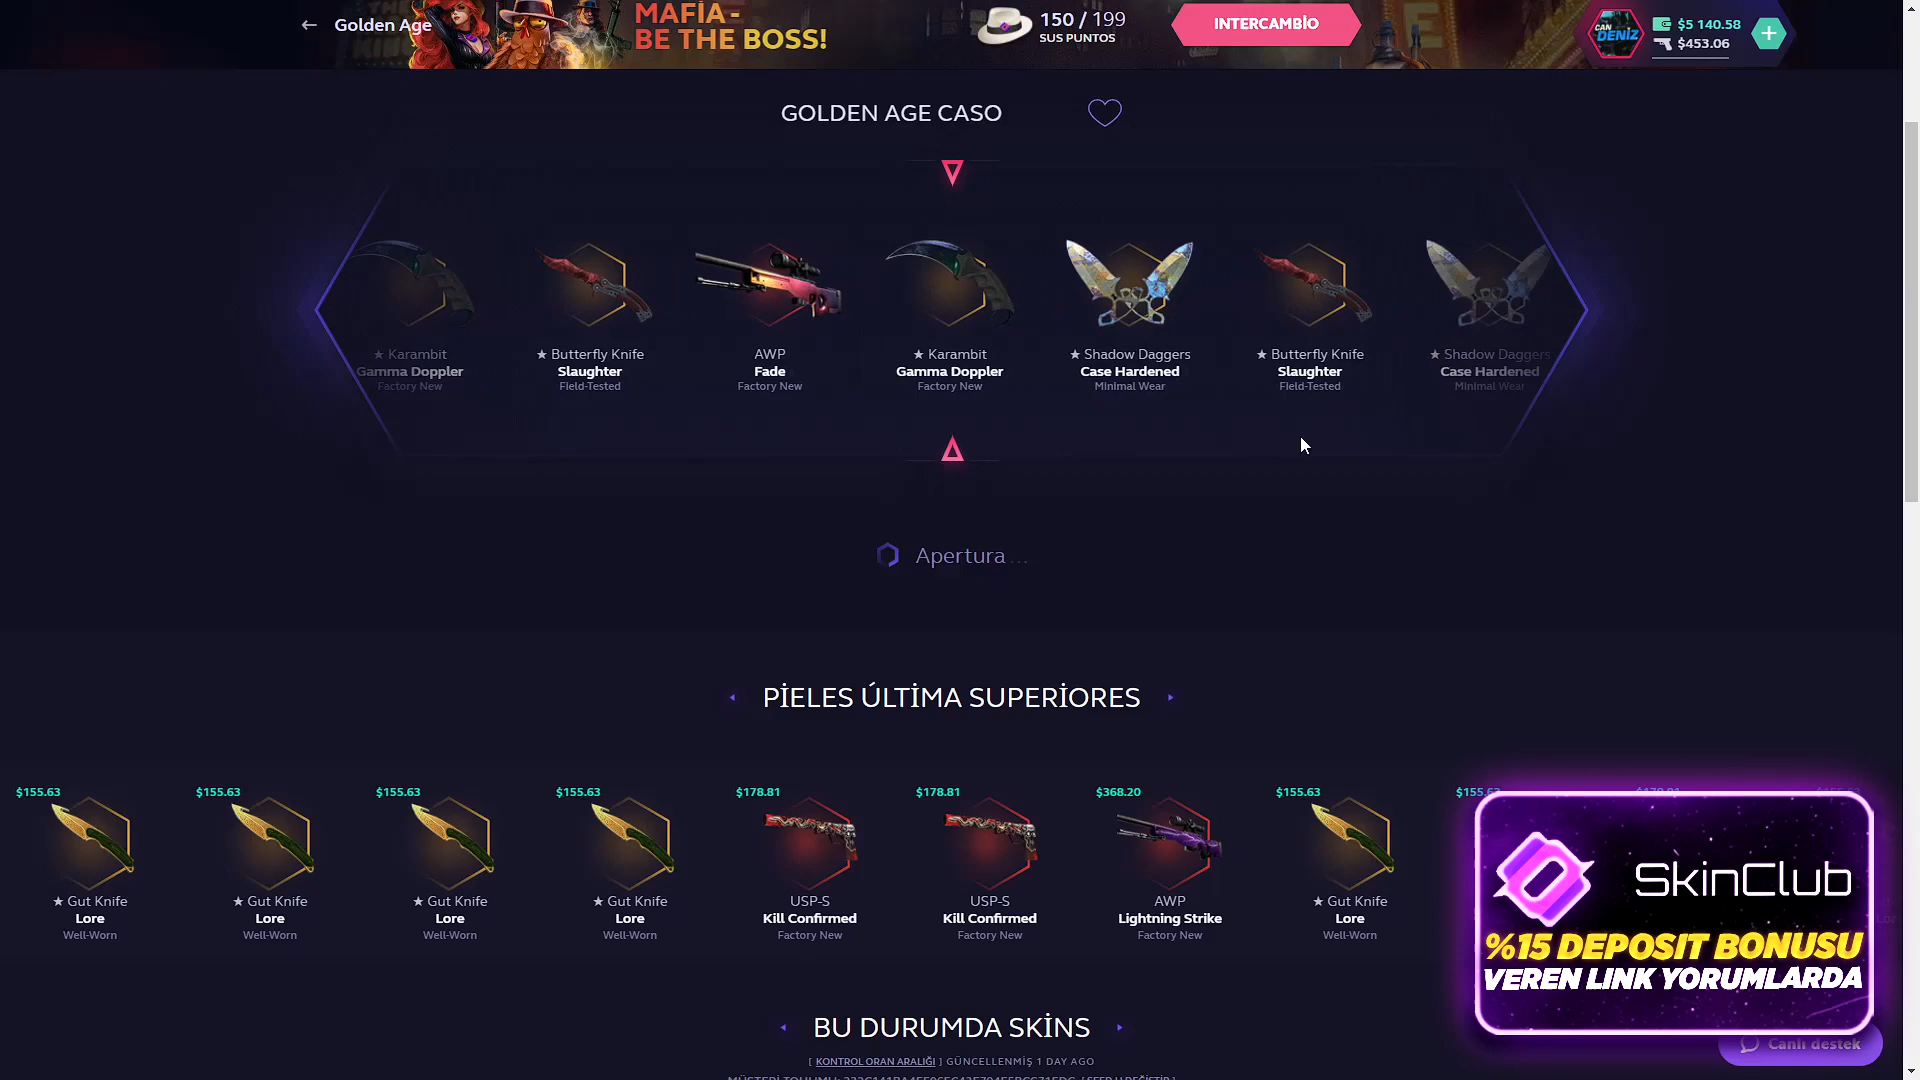 Golden Age
MAFİA -
BE THE BOSS!
150 / 199
SUS PUNTOS
INTERCAMBİO
CAN
DENİZ
$5 140.58
$453.06
GOLDEN AGE CASO
★ Karambit
Gamma Doppler
Factory New
★ Butterfly Knife
Slaughter
Field-Tested
AWP
Fade
Factory New
★ Karambit
Gamma Doppler
Factory New
★ Shadow Daggers
Case Hardened
Minimal Wear
★ Butterfly Knife
Slaughter
Field-Tested
★ Shadow Daggers
Case Hardened
Minimal Wear
Apertura ...
PİELES ÚLTİMA SUPERİORES
$155.63
★ Gut Knife
Lore
Well-Worn
$155.63
★ Gut Knife
Lore
Well-Worn
$155.63
★ Gut Knife
Lore
Well-Worn
$155.63
★ Gut Knife
Lore
Well-Worn
$178.81
USP-S
Kill Confirmed
Factory New
$178.81
USP-S
Kill Confirmed
Factory New
$368.20
AWP
Lightning Strike
Factory New
$155.63
★ Gut Knife
Lore
Well-Worn
$155.63
SkinClub
%15 DEPOSIT BONUSU
VEREN LINK YORUMLARDA
Canlı destek
BU DURUMDA SKİNS
[ KONTROL ORAN ARALIĞI ] GÜNCELLENMİŞ 1 DAY AGO